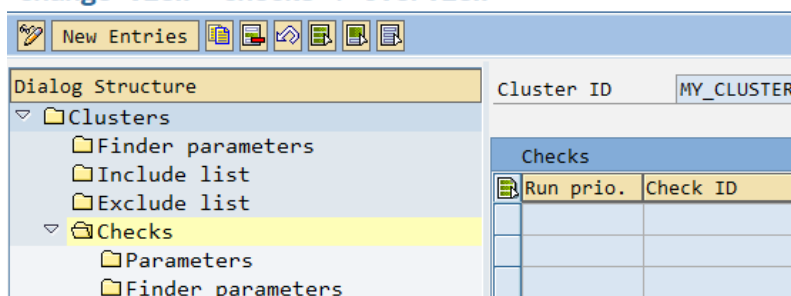 New Entries
Dialog Structure
Clusters
Finder parameters
Include list
Exclude list
Checks
Parameters
Finder parameters
Cluster ID MY_CLUSTER
Checks
Run prio. Check ID